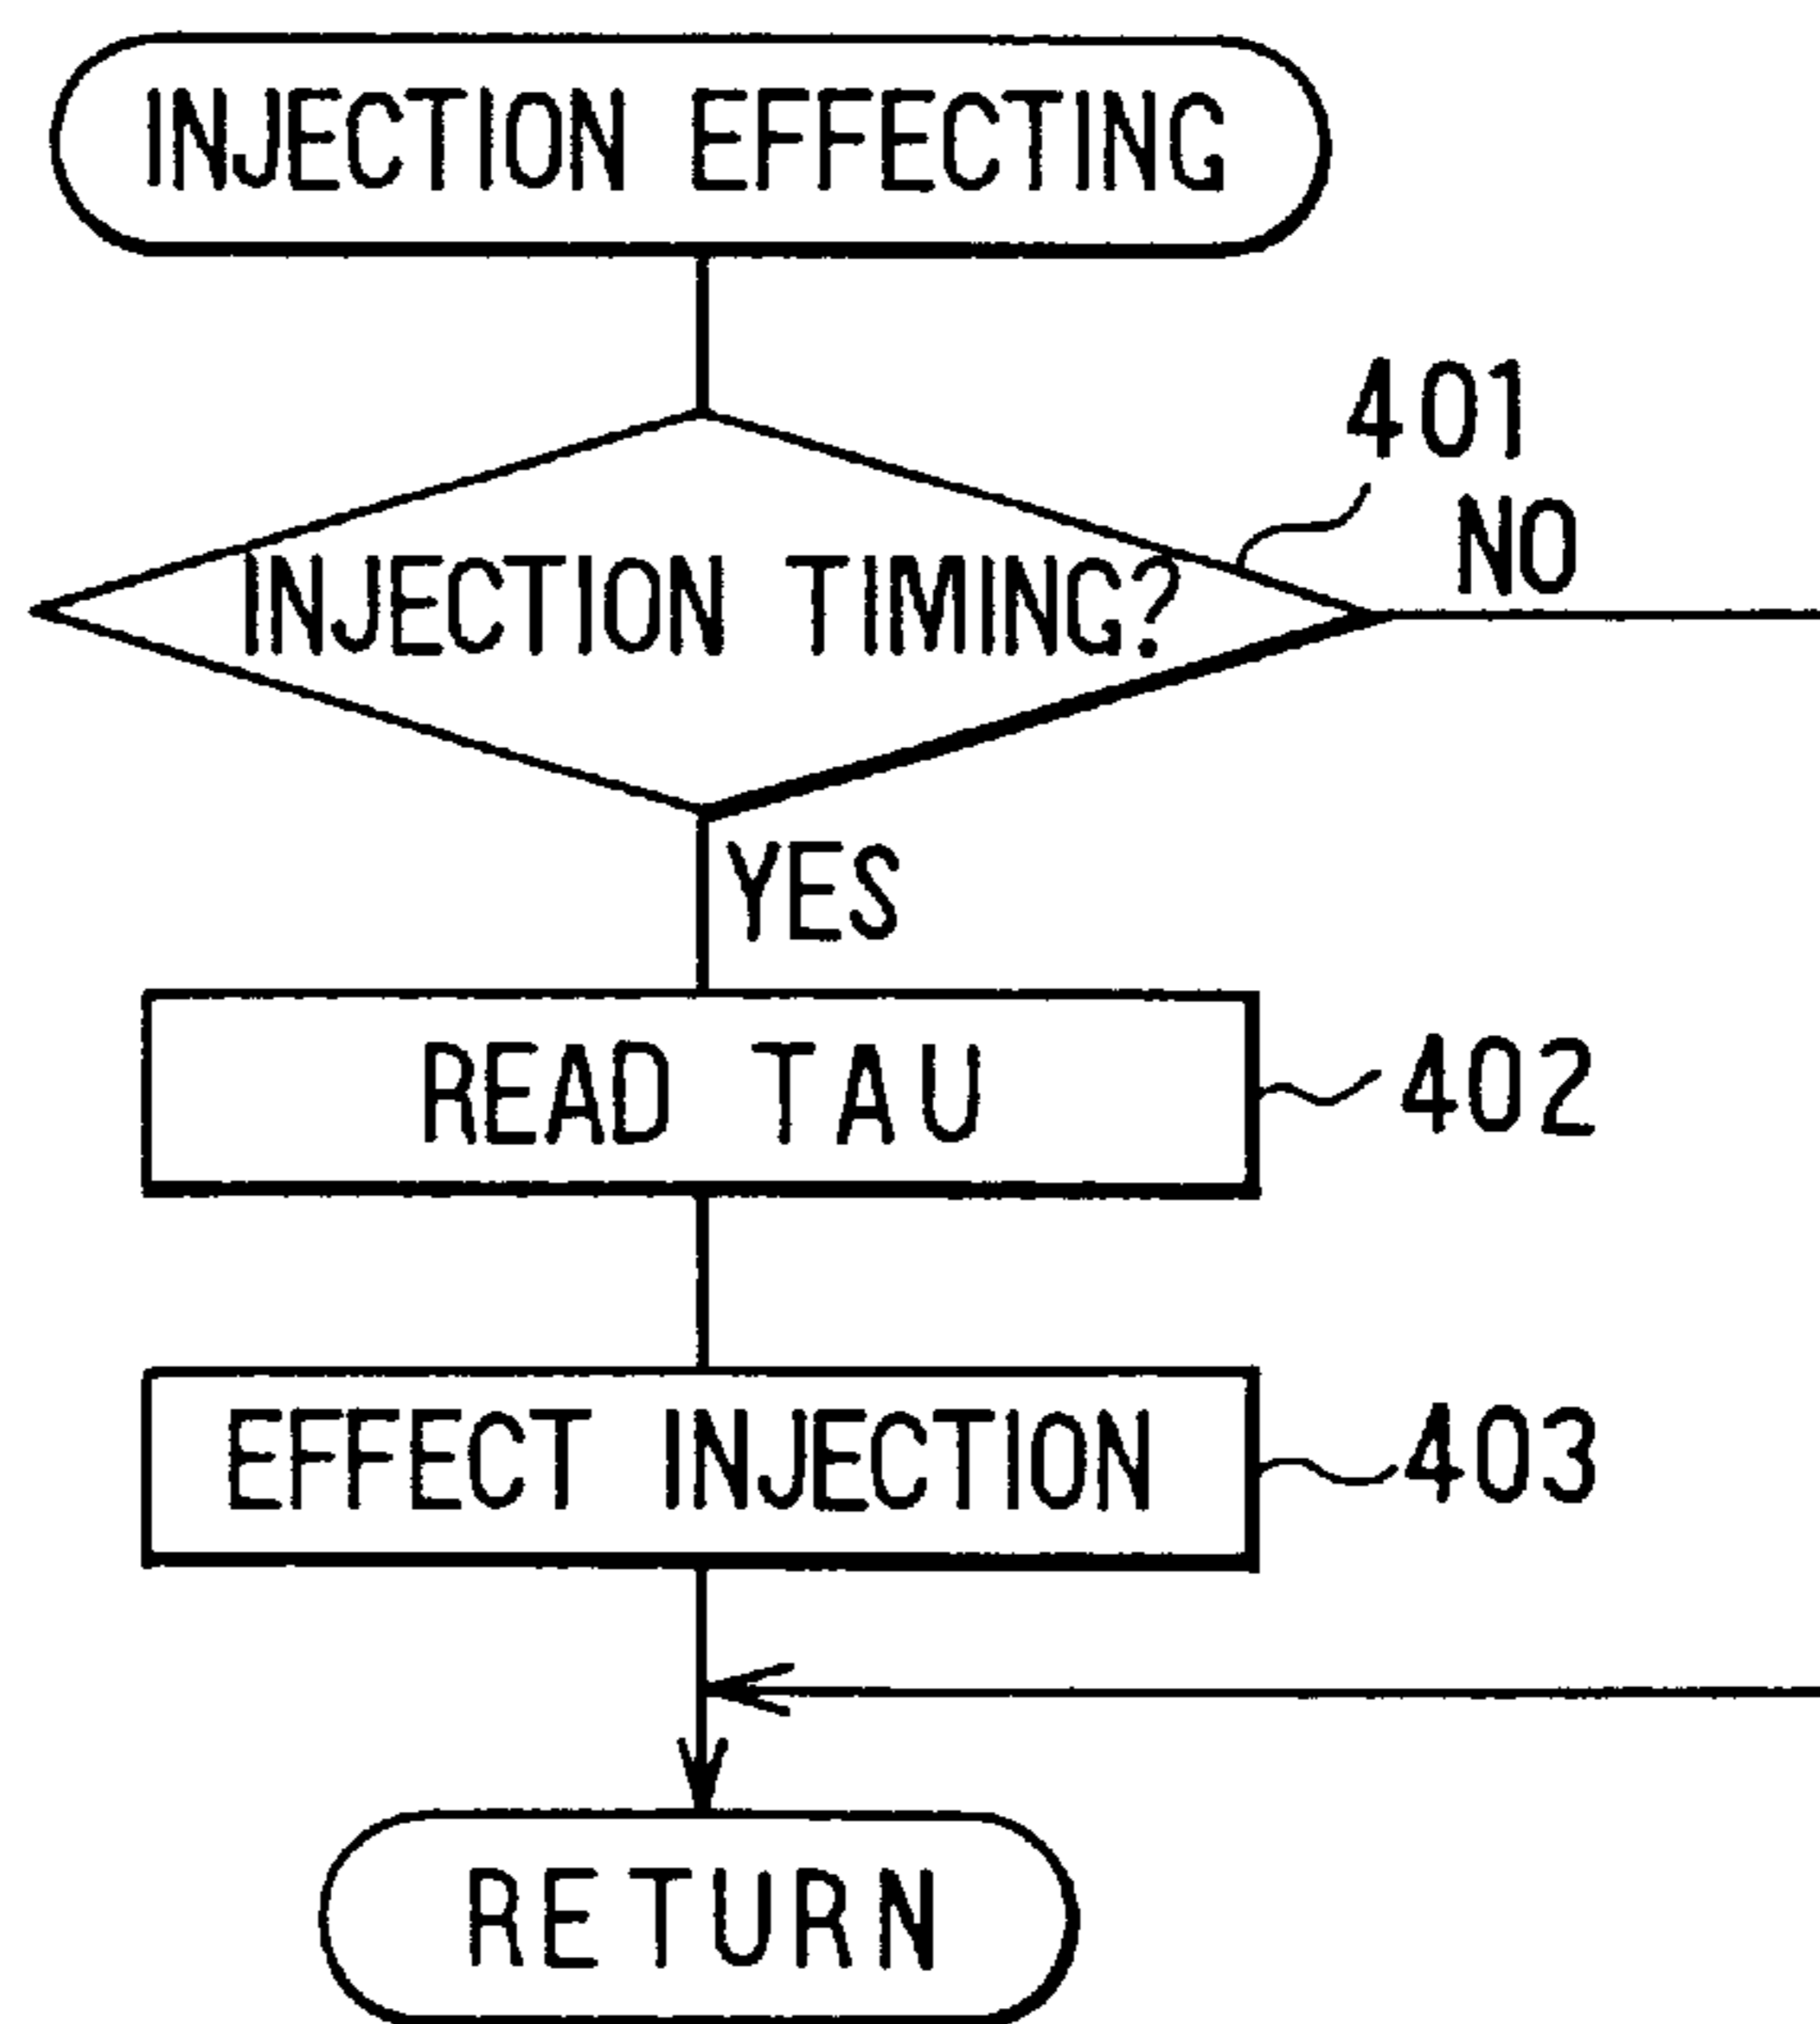 INJECTION EFFECTING
401
NO
INJECTION TIMING?
YES
READ TAU
402
EFFECT INJECTION
403
RETURN